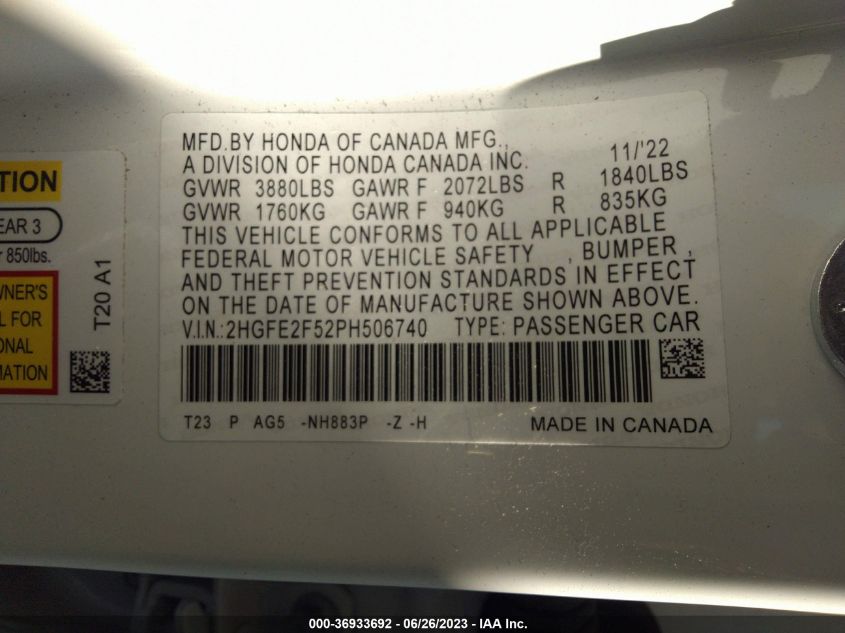 MFD.BY HONDA OF CANADA MFG.,
A DIVISION OF HONDA CANADA INC. 11/'22
GVWR 3880LBS GAWR F 2072LBS R 1840LBS
GVWR 1760KG GAWR F 940KG R 835KG
THIS VEHICLE CONFORMS TO ALL APPLICABLE
FEDERAL MOTOR VEHICLE SAFETY , BUMPER ,
AND THEFT PREVENTION STANDARDS IN EFFECT
ON THE DATE OF MANUFACTURE SHOWN ABOVE.
V.I.N.:2HGFE2F52PH506740 TYPE: PASSENGER CAR
T23 P AG5 -NH883P -Z -H MADE IN CANADA
TION
EAR 3
850lbs.
WNER'S
L FOR
ONAL
MATION
T20 A1
000-36933692 - 06/26/2023 - IAA Inc.